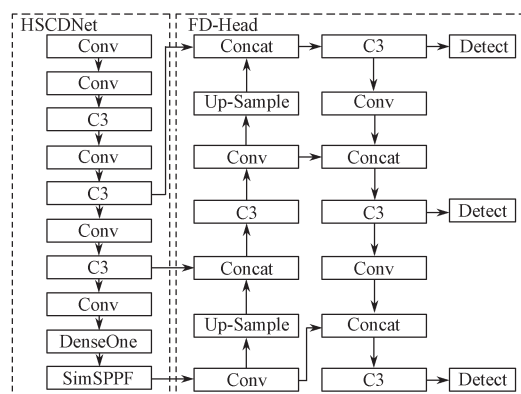 HSCDNet
Conv
Conv
C3
Conv
C3
Conv
C3
Conv
DenseOne
SimSPPF
FD-Head
Concat
Up-Sample
Conv
C3
Concat
Up-Sample
Conv
C3
Conv
Concat
C3
Conv
Concat
C3
Detect
Detect
Detect